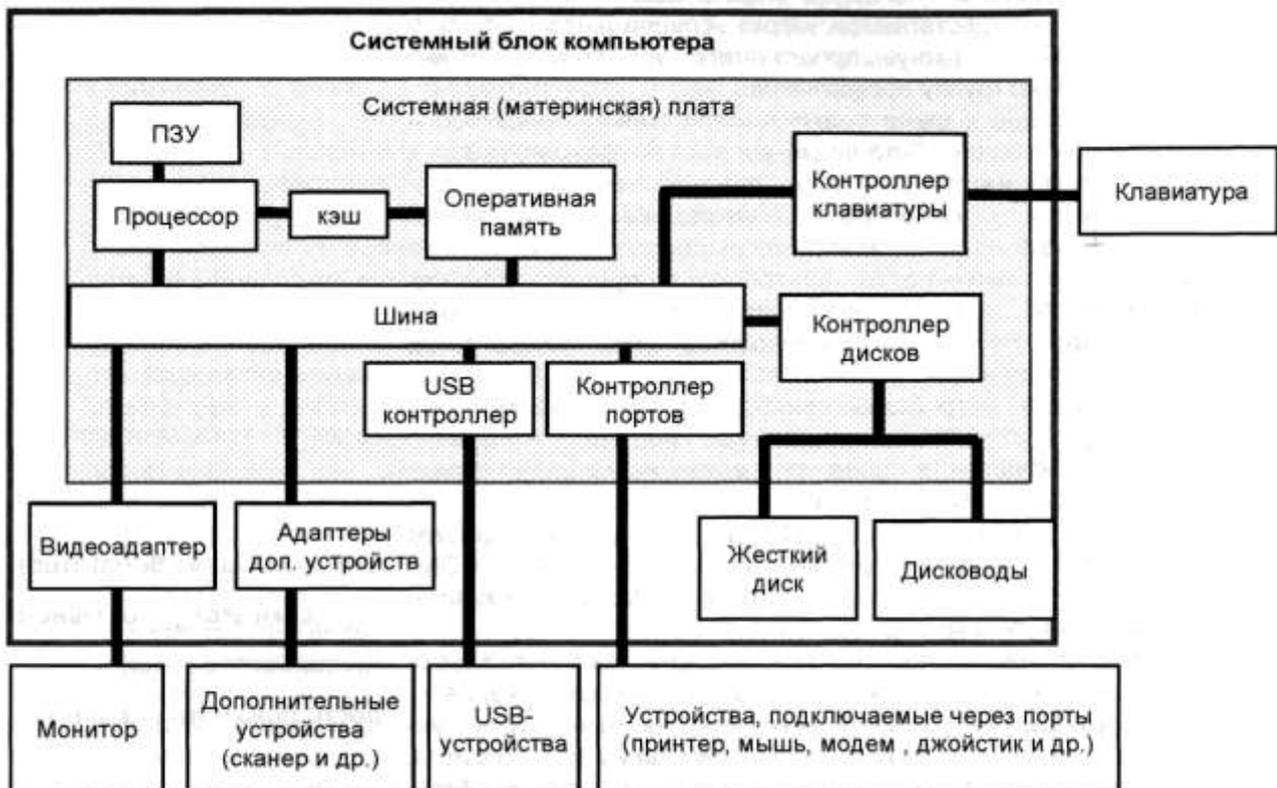 Системный блок компьютера
Системная (материнская) плата
ПЗУ
Процессор
кэш
Оперативная
память
Контроллер
клавиатуры
Клавиатура
Шина
Контроллер
дисков
USB
контроллер
Контроллер
портов
Видеоадаптер
Адаптеры
доп. устройств
Жесткий
диск
Дисководы
Монитор
Дополнительные
устройства
(сканер и др.)
USB-
устройства
Устройства, подключаемые через порты
(принтер, мышь, модем , джойстик и др.)